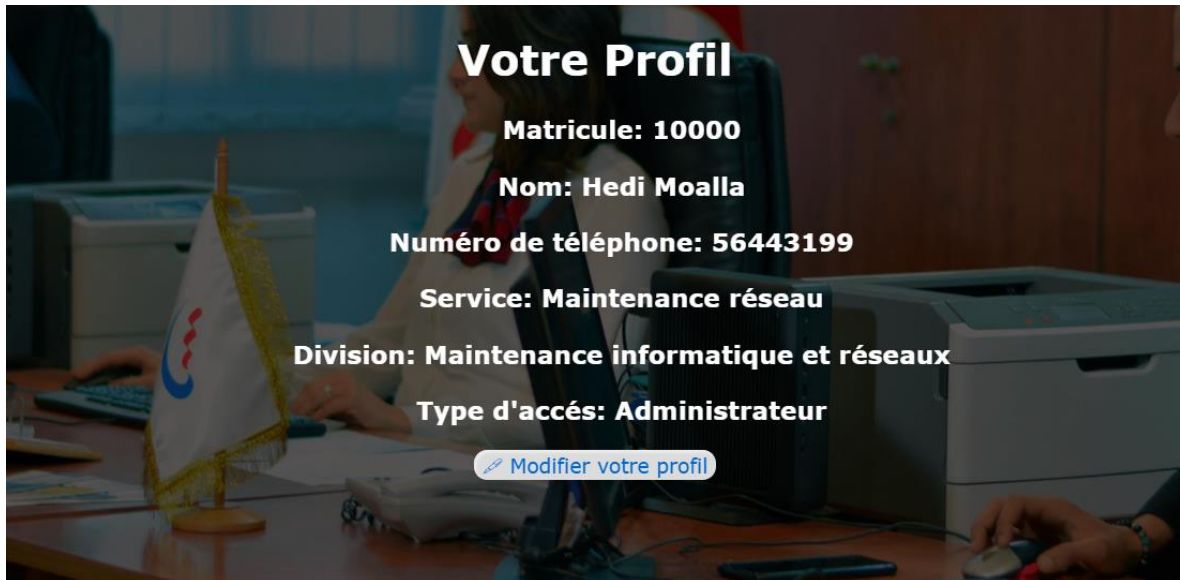 Votre Profil
Matricule: 10000
Nom: Hedi Moalla
Numéro de téléphone: 56443199
Service: Maintenance réseau
Division: Maintenance informatique et réseaux
Type d'accés: Administrateur
Modifier votre profil